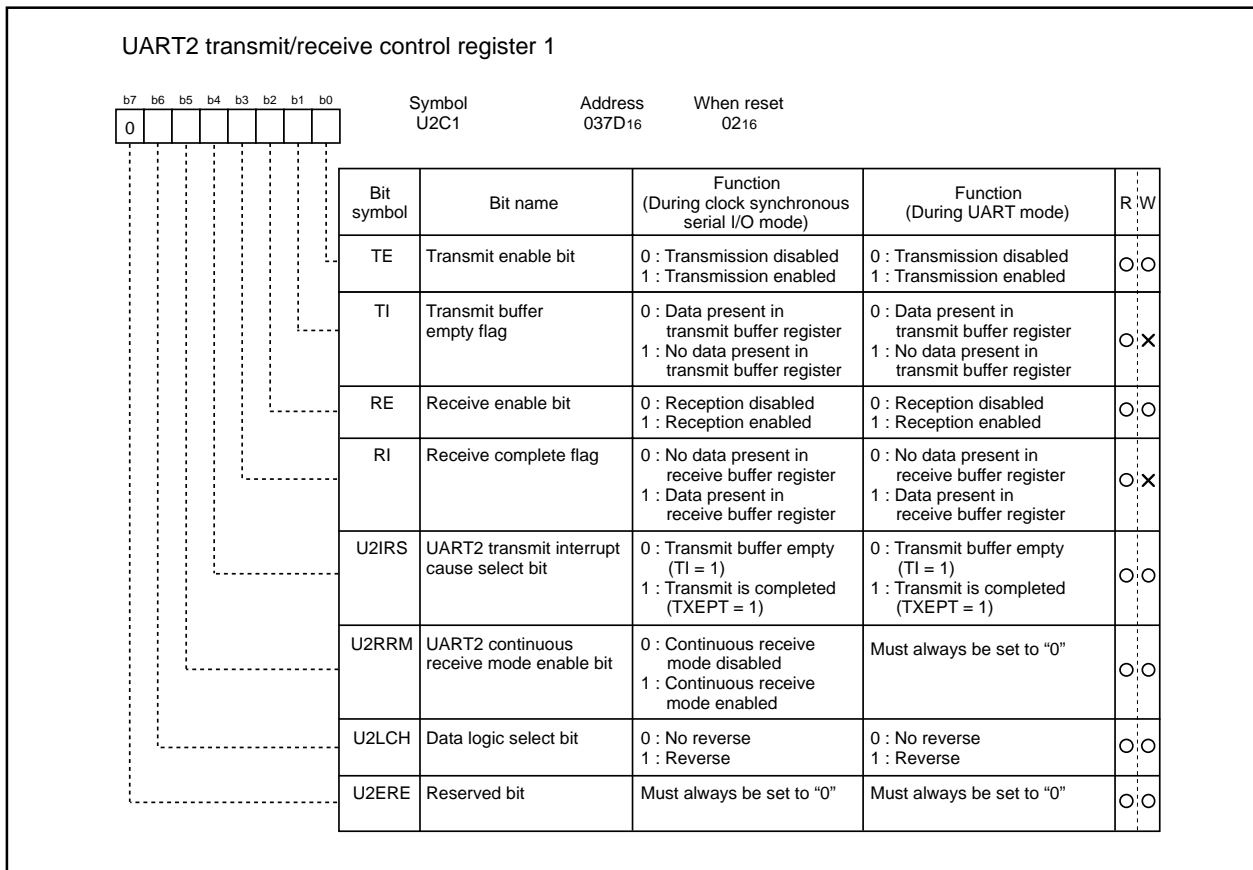 UART2 transmit/receive control register 1
b7 b6 b5 b4 b3 b2 b1 b0
0
Symbol Address When reset
U2C1 037D16 0216
Bit symbol Bit name Function (During clock synchronous serial I/O mode) Function (During UART mode) R W
TE Transmit enable bit 0 : Transmission disabled 0 : Transmission disabled
1 : Transmission enabled 1 : Transmission enabled
TI Transmit buffer 0 : Data present in 0 : Data present in
empty flag transmit buffer register transmit buffer register
1 : No data present in 1 : No data present in
transmit buffer register transmit buffer register
RE Receive enable bit 0 : Reception disabled 0 : Reception disabled
1 : Reception enabled 1 : Reception enabled
RI Receive complete flag 0 : No data present in 0 : No data present in
receive buffer register receive buffer register
1 : Data present in 1 : Data present in
receive buffer register receive buffer register
U2IRS UART2 transmit interrupt 0 : Transmit buffer empty 0 : Transmit buffer empty
cause select bit (TI = 1) (TI = 1)
1 : Transmit is completed 1 : Transmit is completed
(TXEPT = 1) (TXEPT = 1)
U2RRM UART2 continuous 0 : Continuous receive Must always be set to “0”
receive mode enable bit mode disabled
1 : Continuous receive
mode enabled
U2LCH Data logic select bit 0 : No reverse 0 : No reverse
1 : Reverse 1 : Reverse
U2ERE Reserved bit Must always be set to “0” Must always be set to “0”